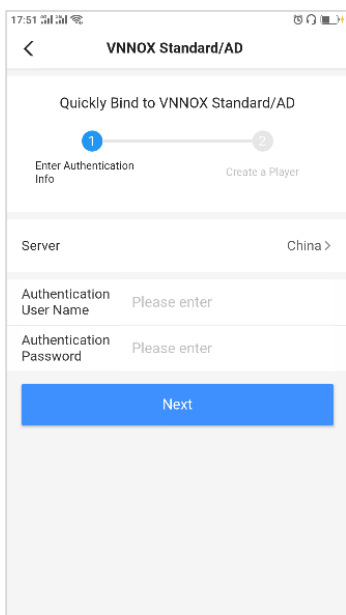 17:51
VNNOX Standard/AD
Quickly Bind to VNNOX Standard/AD
1
2
Enter Authentication
Info
Create a Player
Server
China >
Authentication
User Name
Please enter
Authentication
Password
Please enter
Next